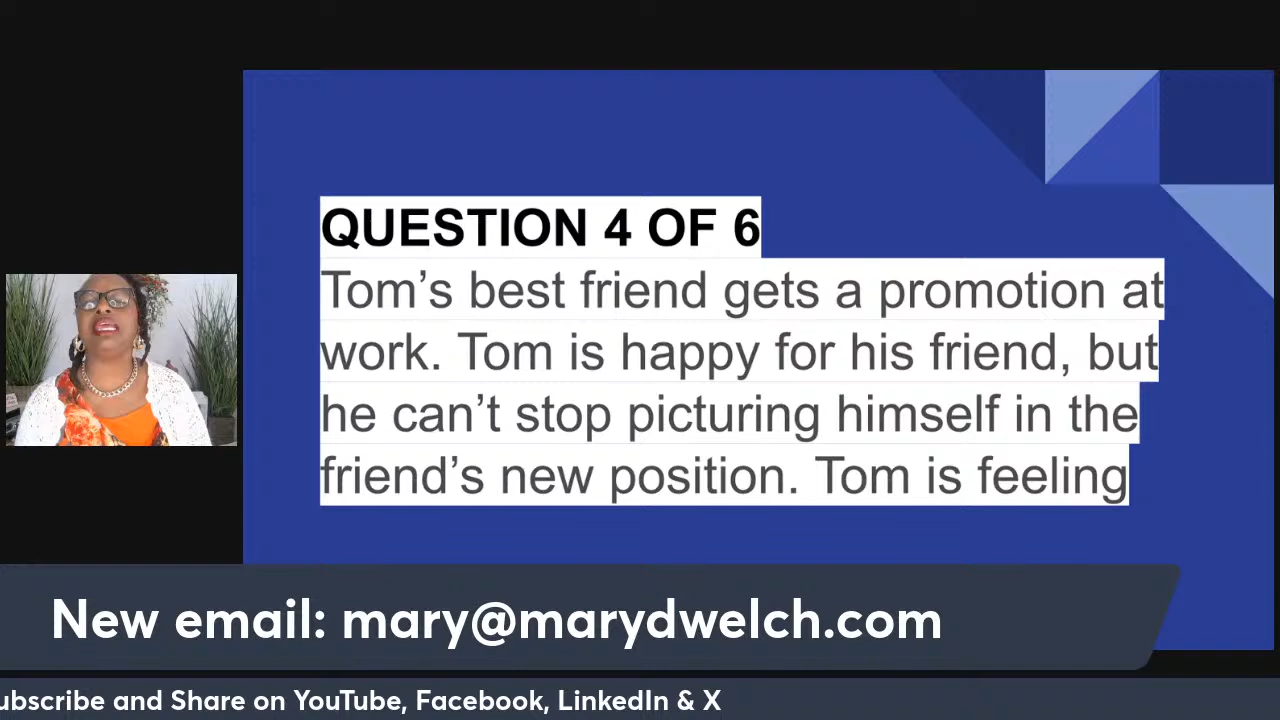 QUESTION 4 OF 6
Tom’s best friend gets a promotion at
work. Tom is happy for his friend, but
he can’t stop picturing himself in the
friend’s new position. Tom is feeling
New email: mary@marydwelch.com
ubscribe and Share on YouTube, Facebook, LinkedIn & X